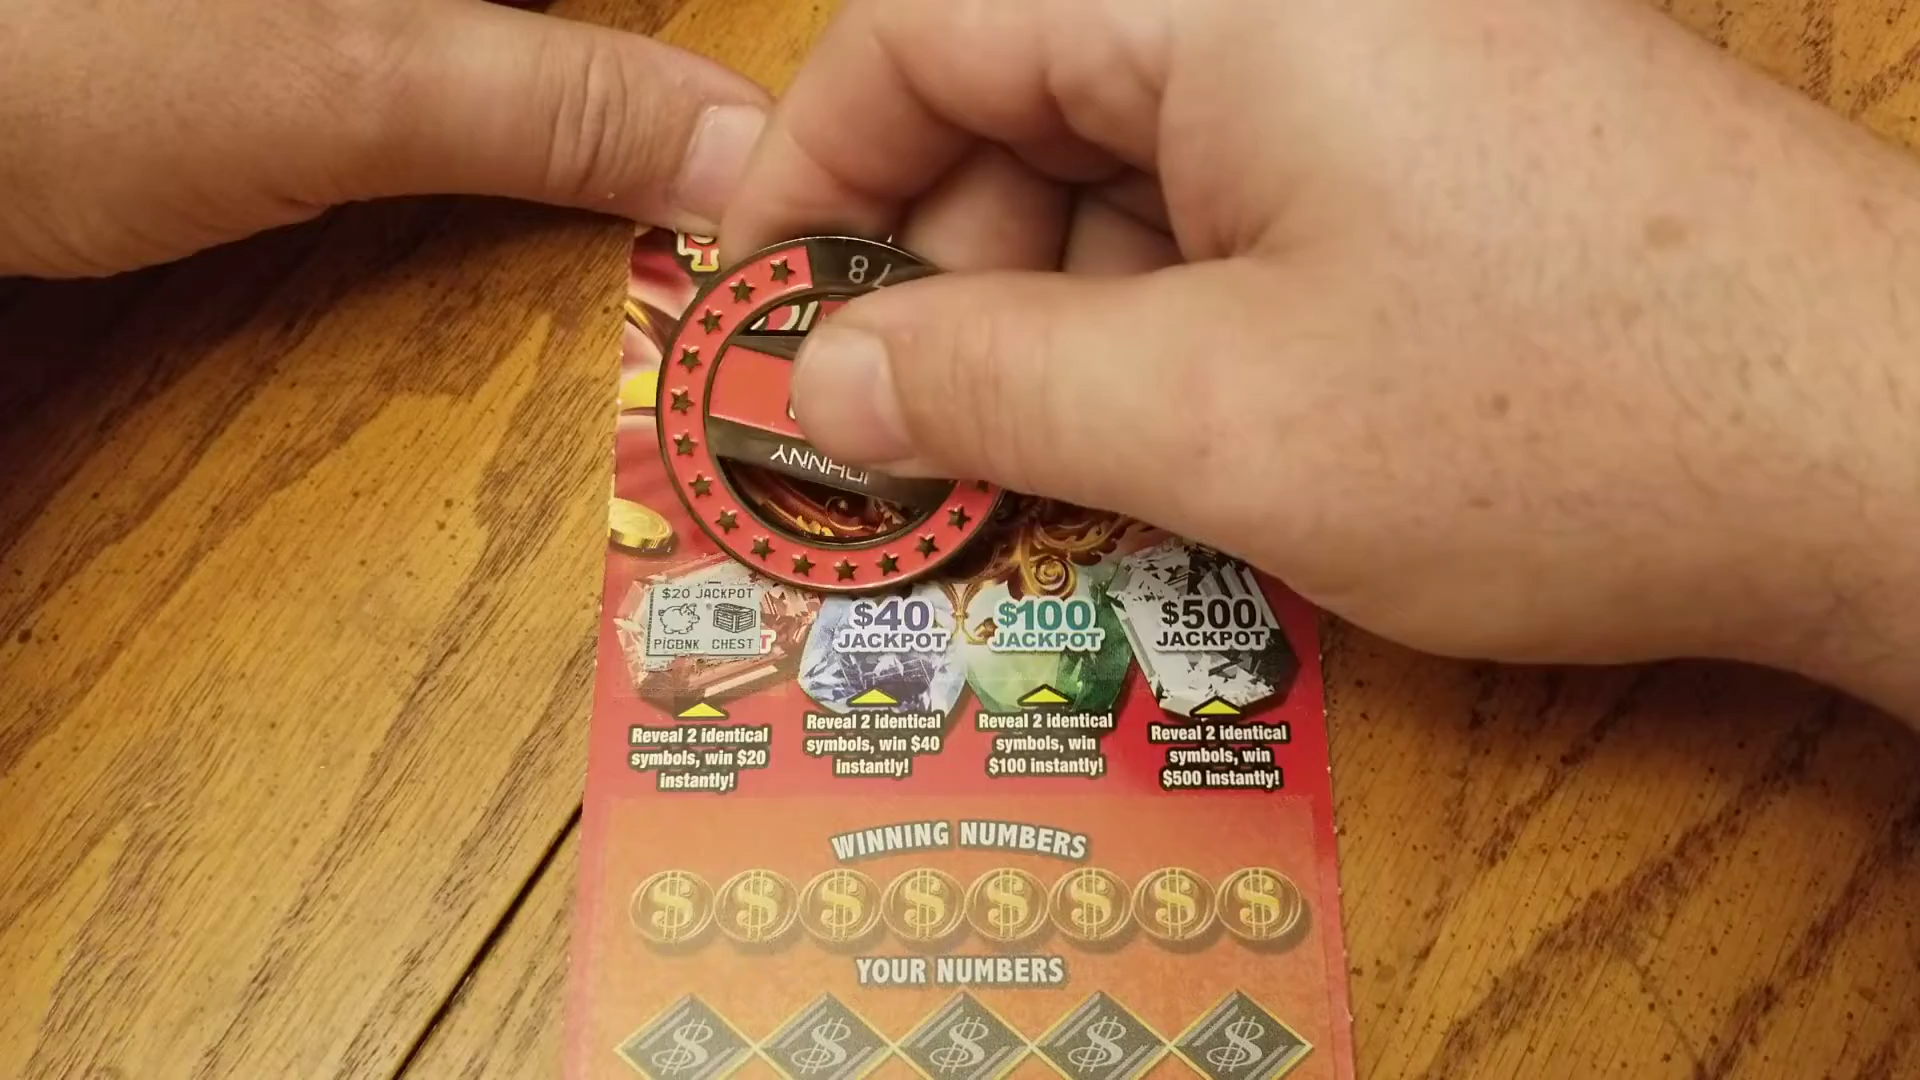 78
JOHNNY
$20 JACKPOT
PIGBNK CHEST
$40
JACKPOT
$100
JACKPOT
$500
JACKPOT
Reveal 2 identical
symbols, win $20
instantly!
Reveal 2 identical
symbols, win $40
instantly!
Reveal 2 identical
symbols, win
$100 instantly!
Reveal 2 identical
symbols, win
$500 instantly!
WINNING NUMBERS
$ $ $ $ $ $ $ $
YOUR NUMBERS
$ $ $ $ $